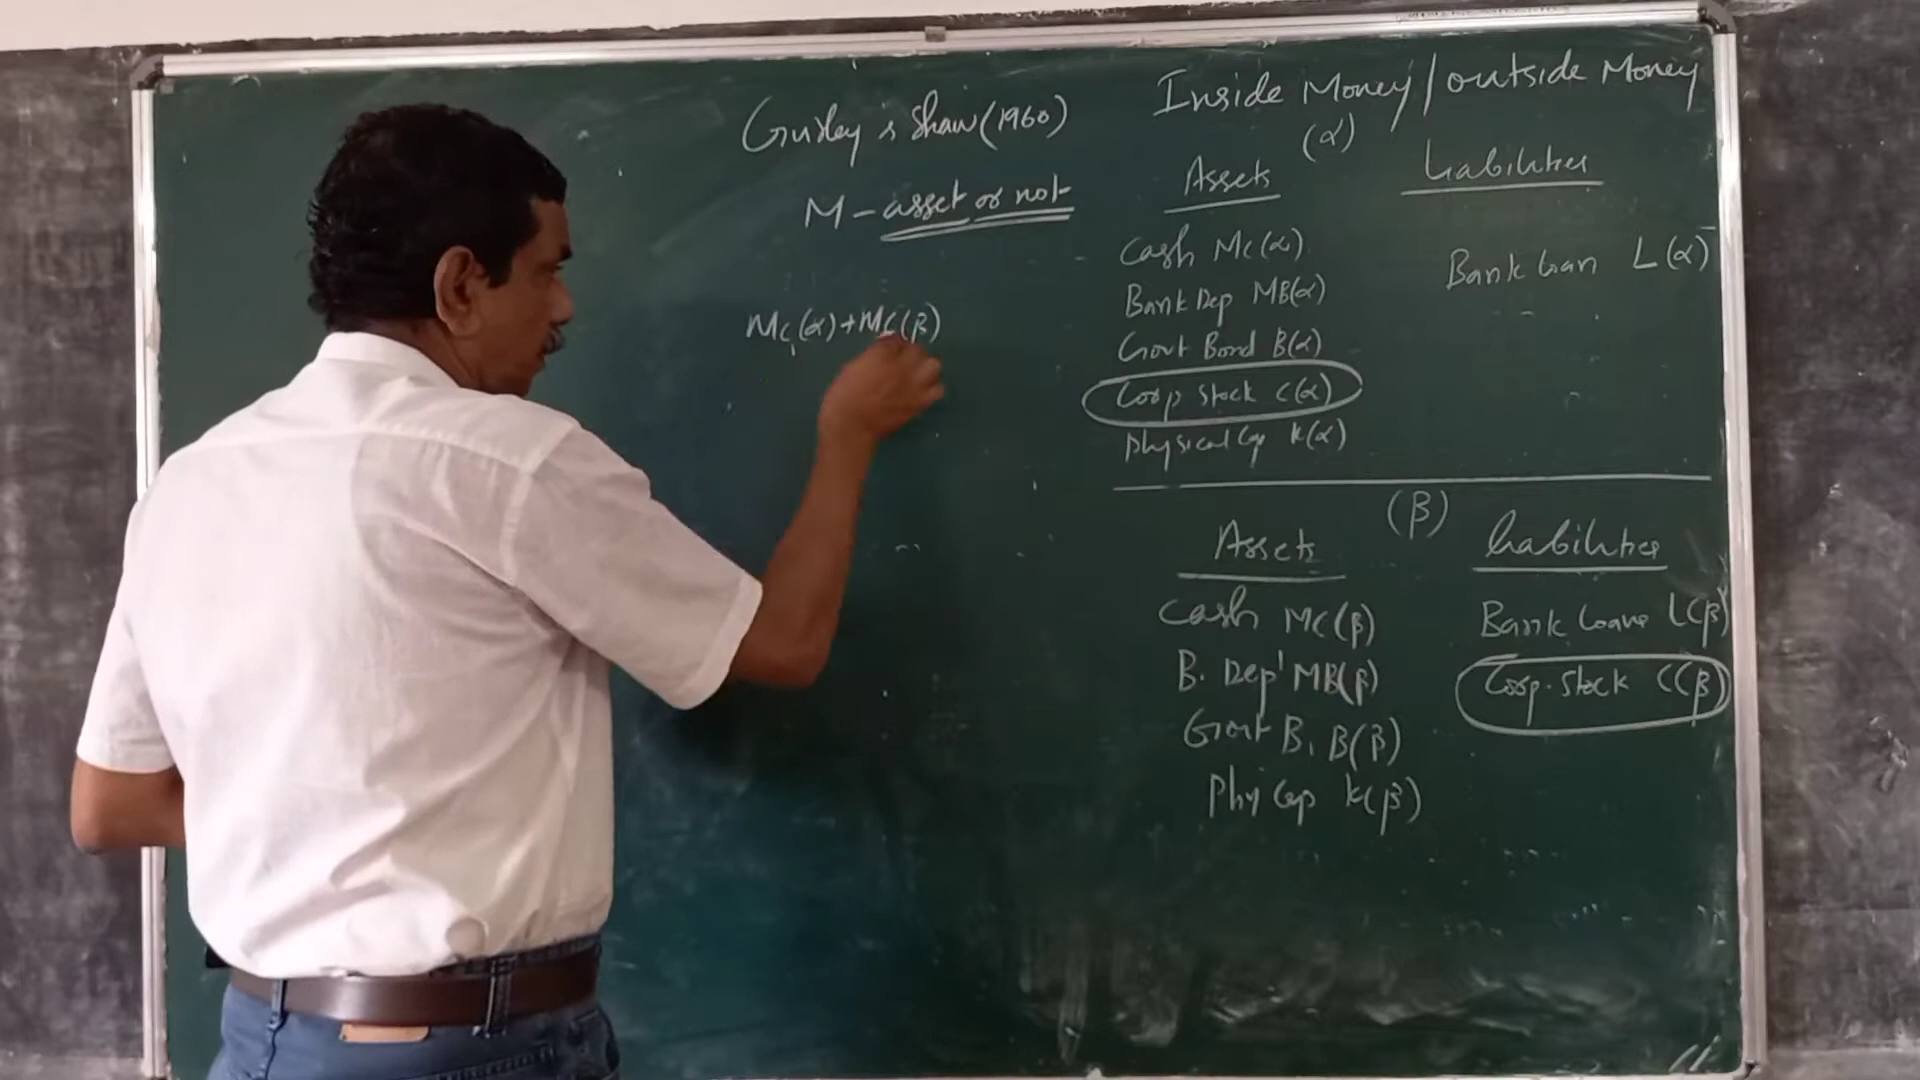 Gurley & Shaw (1960)
M - asset or not
Mc(α) + Mc(β)
Inside Money / outside Money
(α)
Assets
Liabilities
Cash Mc(α)
Bank loan L(α)
Bank Dep MB(α)
Govt Bond B(α)
Corp stock C(α)
Physical Cap K(α)
(β)
Assets
Liabilities
Cash MC(β)
Bank loans L(β)
B. Dep' MB(β)
Corp. Stock C(β)
Govt B. B(β)
Phy Cap K(β)